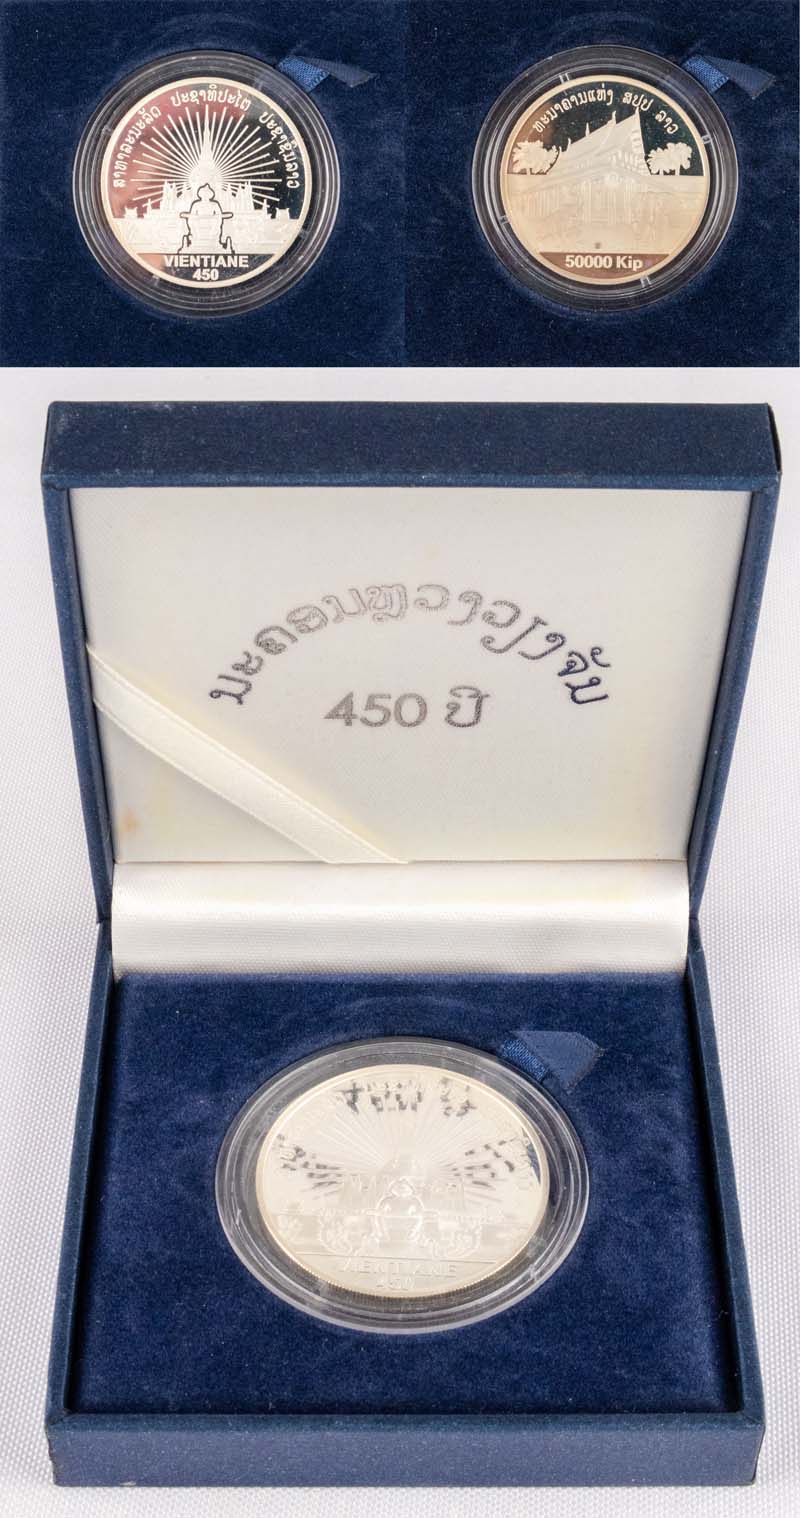 ສາທາລະນະລັດ ປະຊາທິປະໄຕ ປະຊາຊົນລາວ
VIENTIANE
450
ທະນາຄານແຫ່ງ ສປປ ລາວ
50000 Kip
ນະຄອນຫຼວງວຽງຈັນ
450 ປີ
VIENTIANE
450